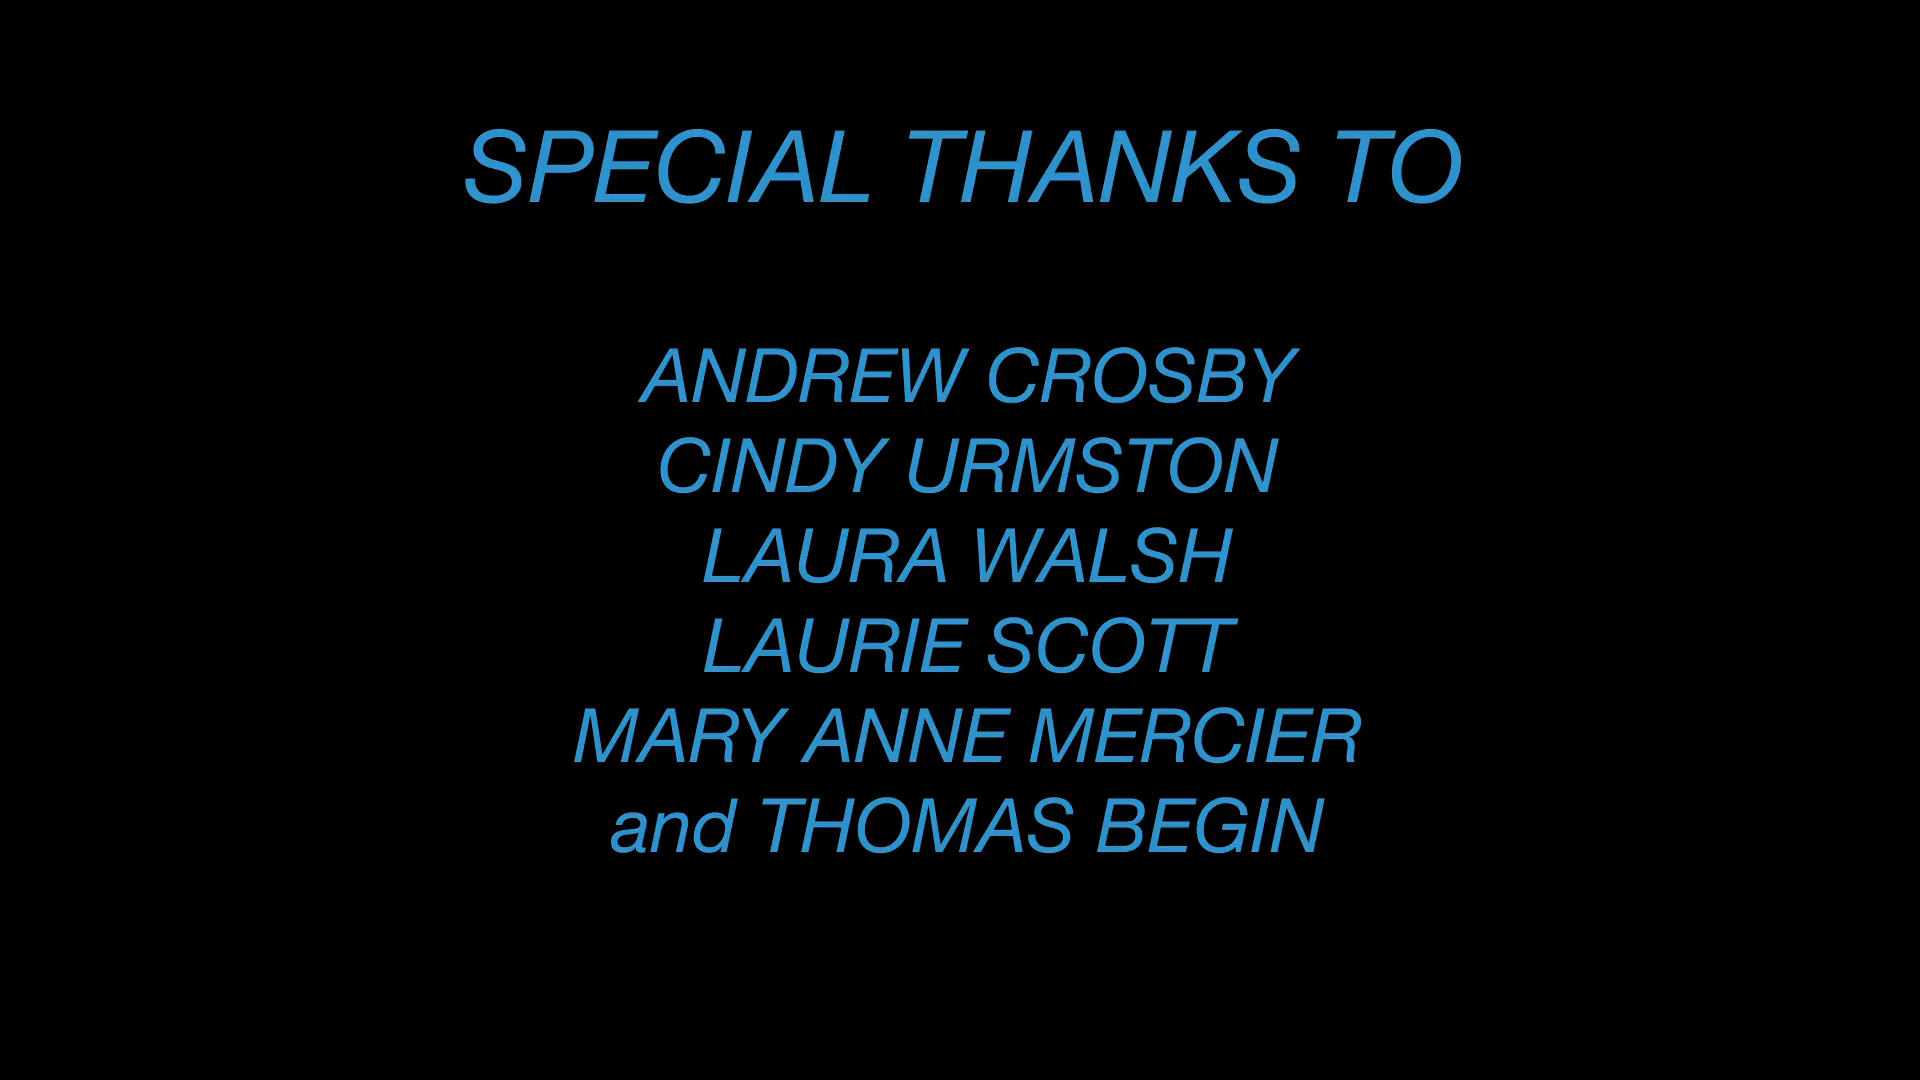 SPECIAL THANKS TO
ANDREW CROSBY
CINDY URMSTON
LAURA WALSH
LAURIE SCOTT
MARY ANNE MERCIER
and THOMAS BEGIN